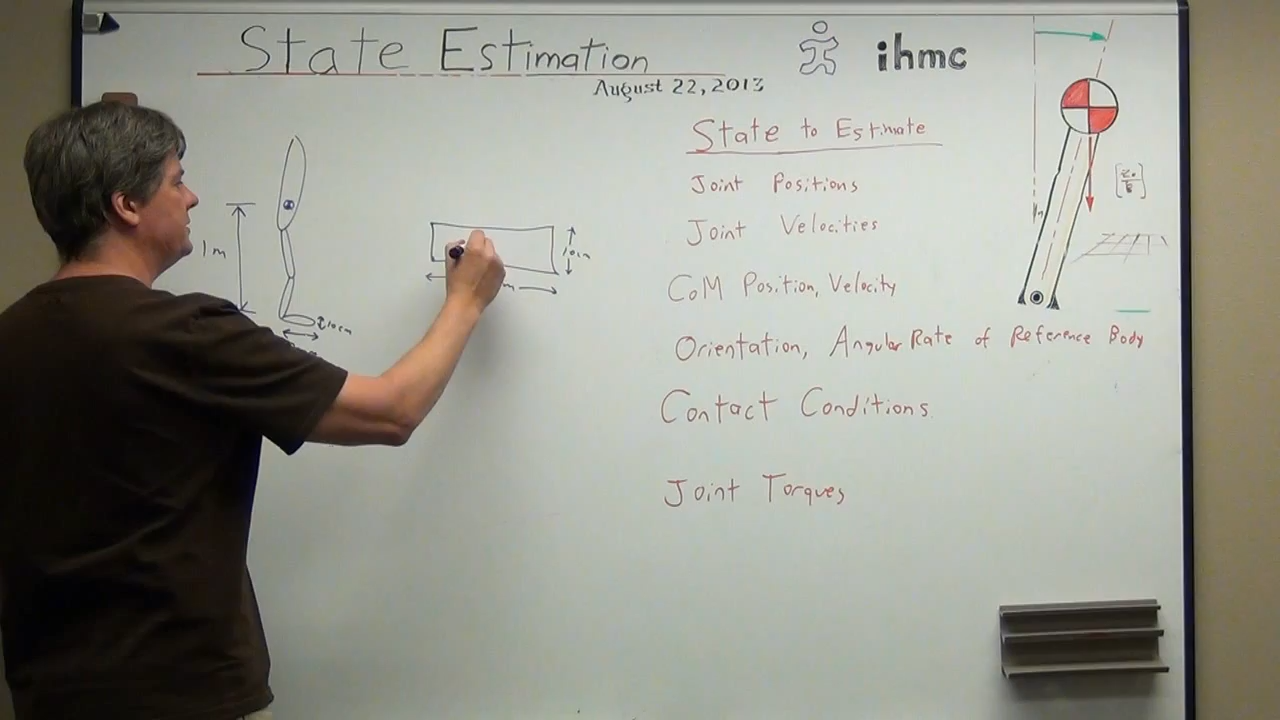 State Estimation
ihmc
August 22, 2013
State to Estimate
Joint Positions
Joint Velocities
CoM Position, Velocity
Orientation, Angular Rate of Reference Body
Contact Conditions
Joint Torques
1m
10cm
10cm